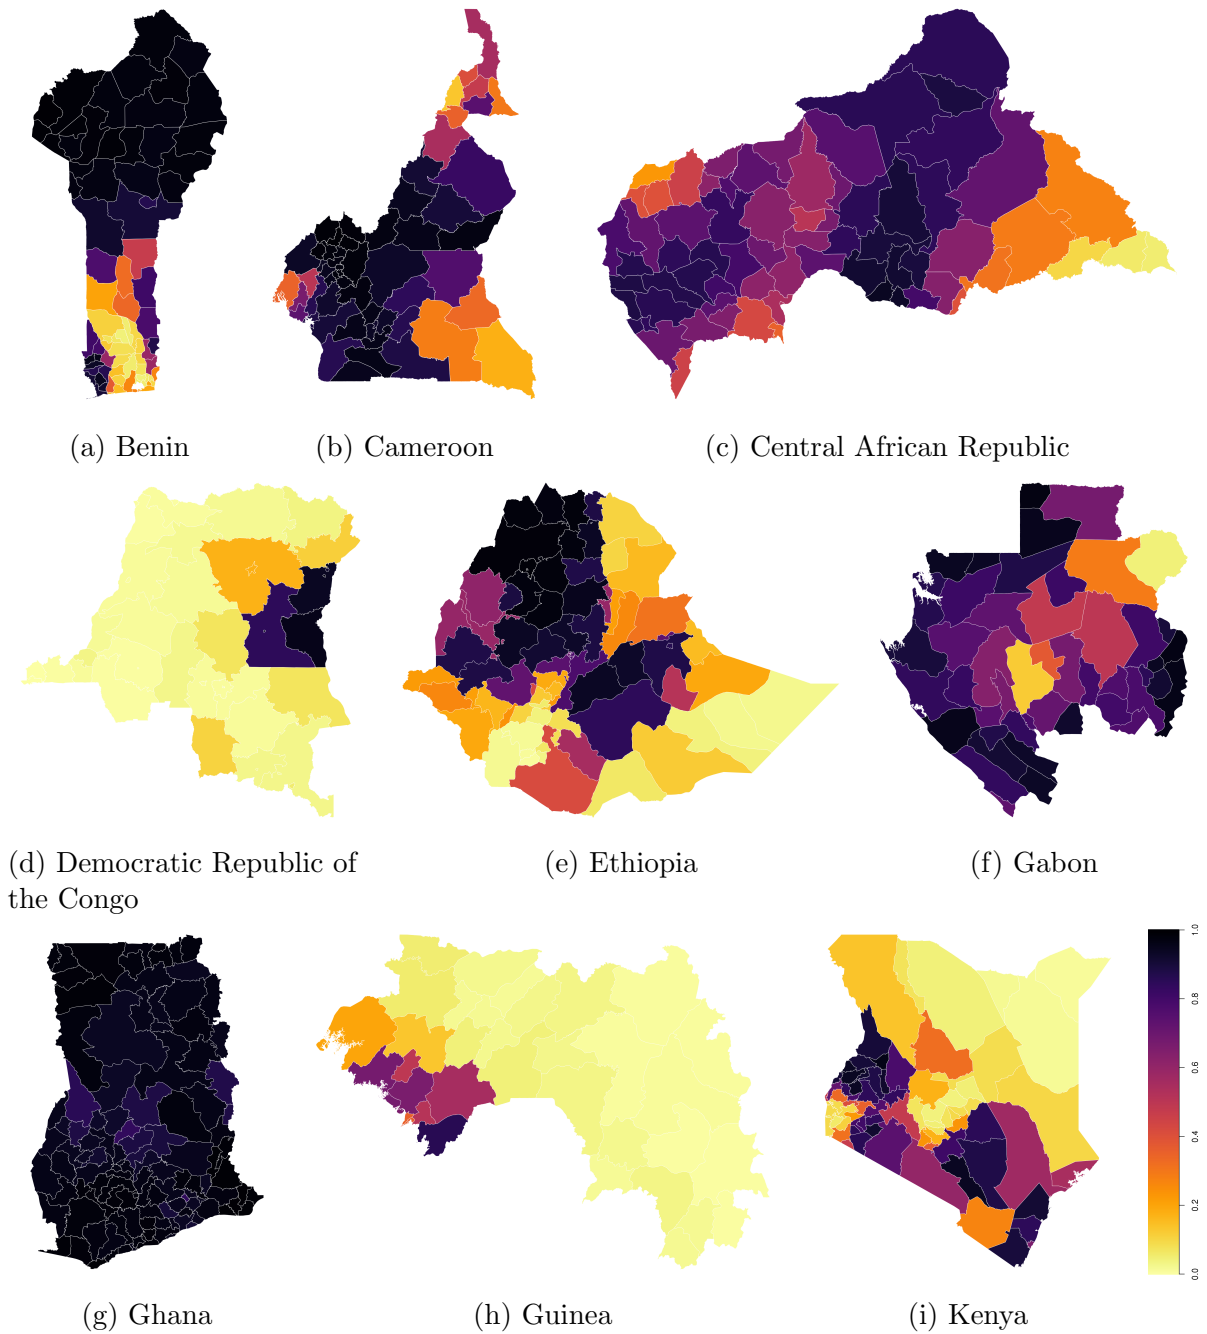 (a) Benin
(b) Cameroon
(c) Central African Republic
(d) Democratic Republic of
the Congo
(e) Ethiopia
(f) Gabon
1.0
0.8
0.6
0.4
0.2
0.0
(g) Ghana
(h) Guinea
(i) Kenya